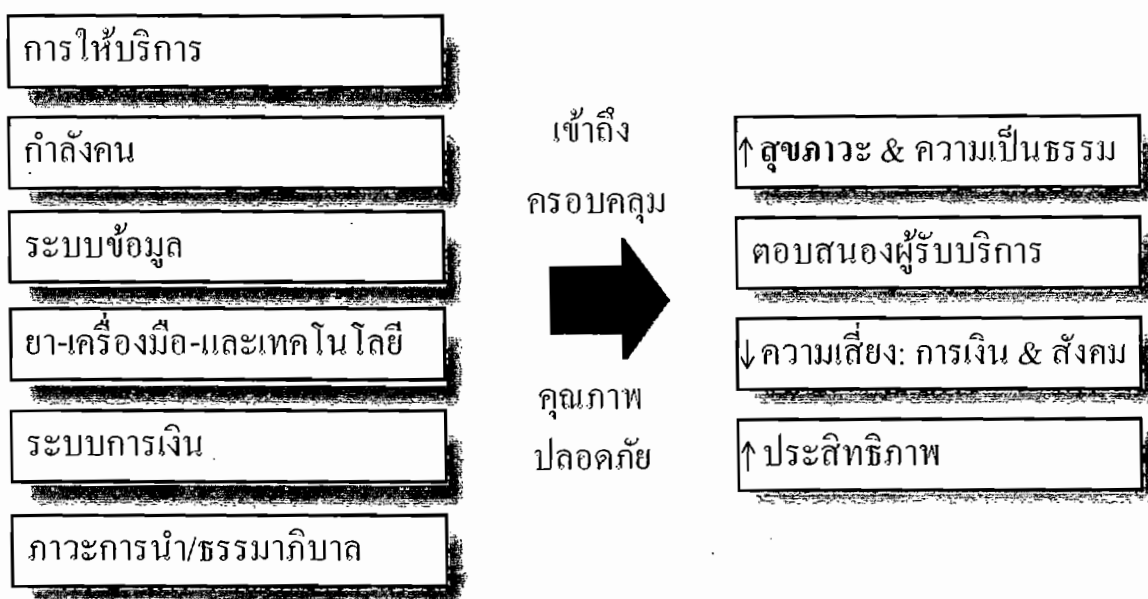 การให้บริการ
กำลังคน
ระบบข้อมูล
ยา-เครื่องมือ-และเทคโนโลยี
ระบบการเงิน
ภาวะการนำ/ธรรมาภิบาล
เข้าถึง
ครอบคลุม
คุณภาพ
ปลอดภัย
↑สุขภาวะ & ความเป็นธรรม
ตอบสนองผู้รับบริการ
↓ความเสี่ยง: การเงิน & สังคม
↑ประสิทธิภาพ